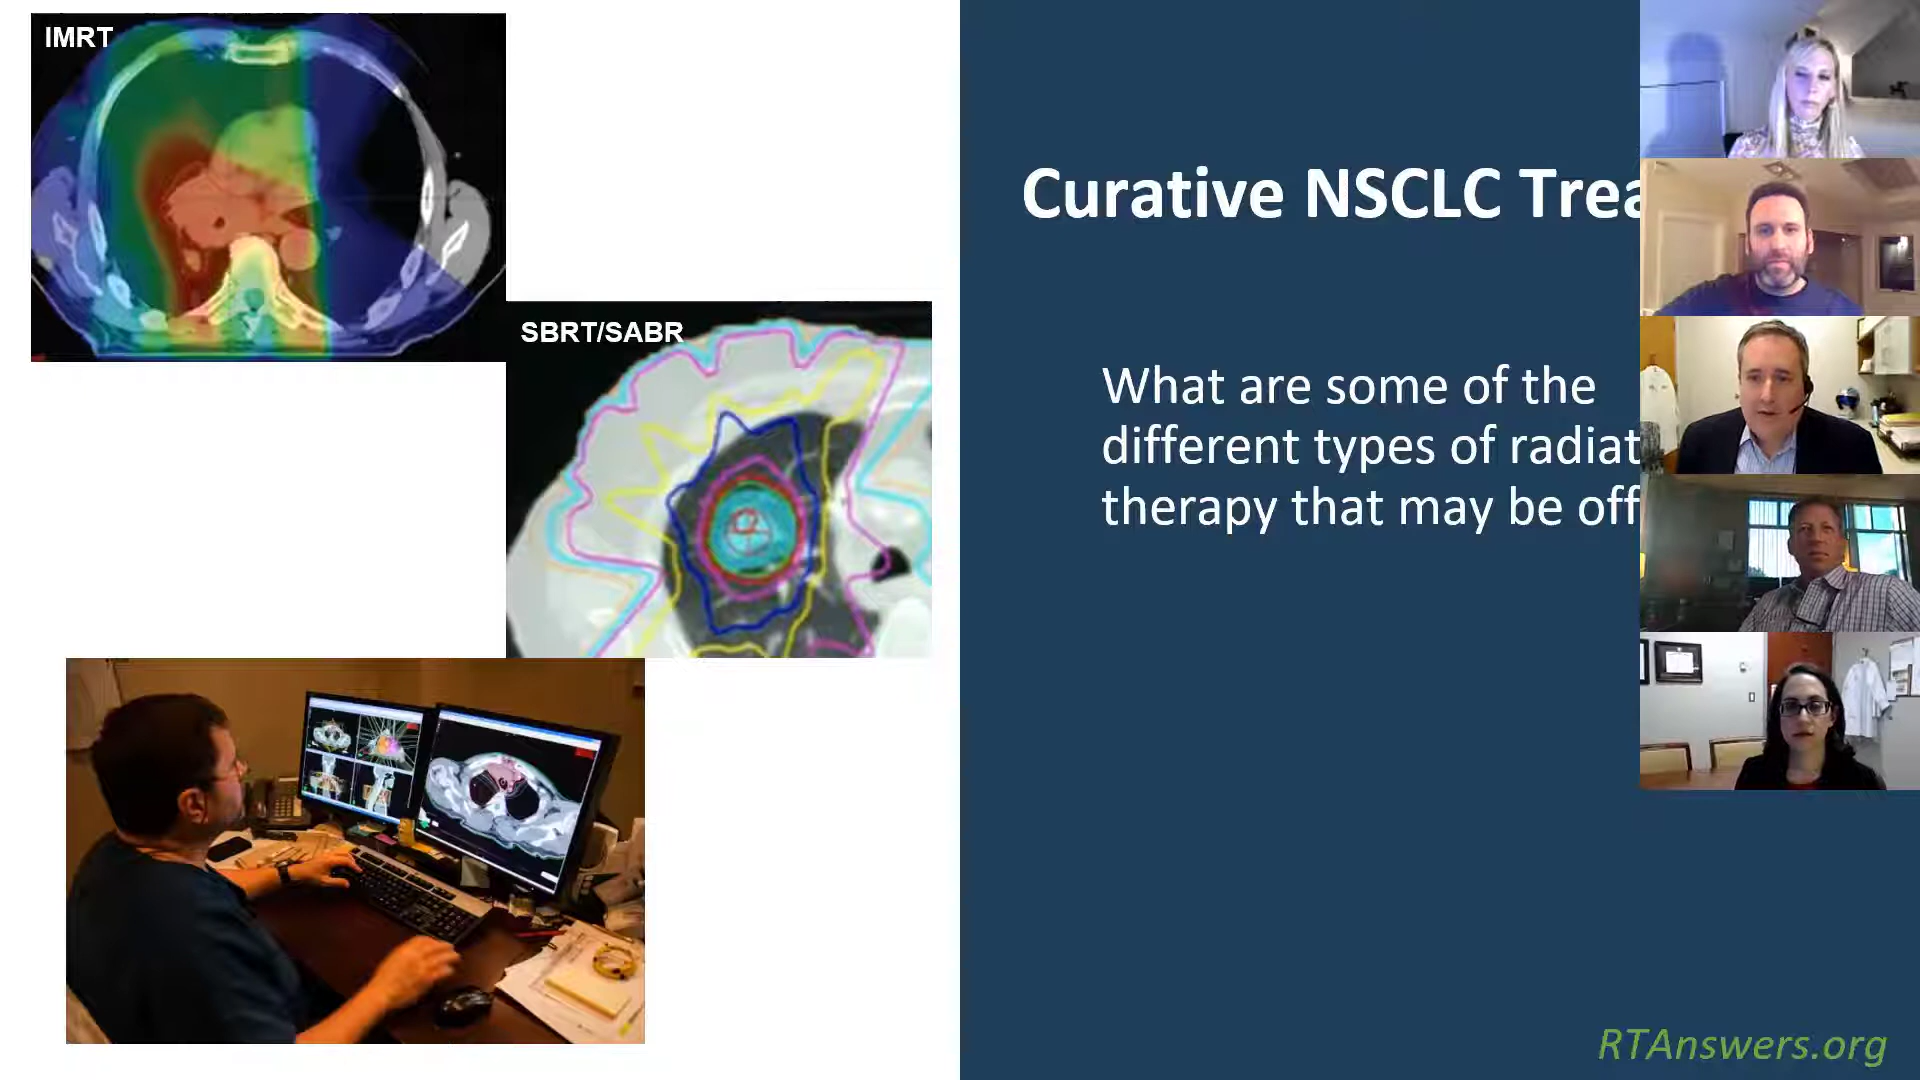 IMRT
SBRT/SABR
Curative NSCLC Trea
What are some of the
different types of radiat
therapy that may be off
RTAnswers.org